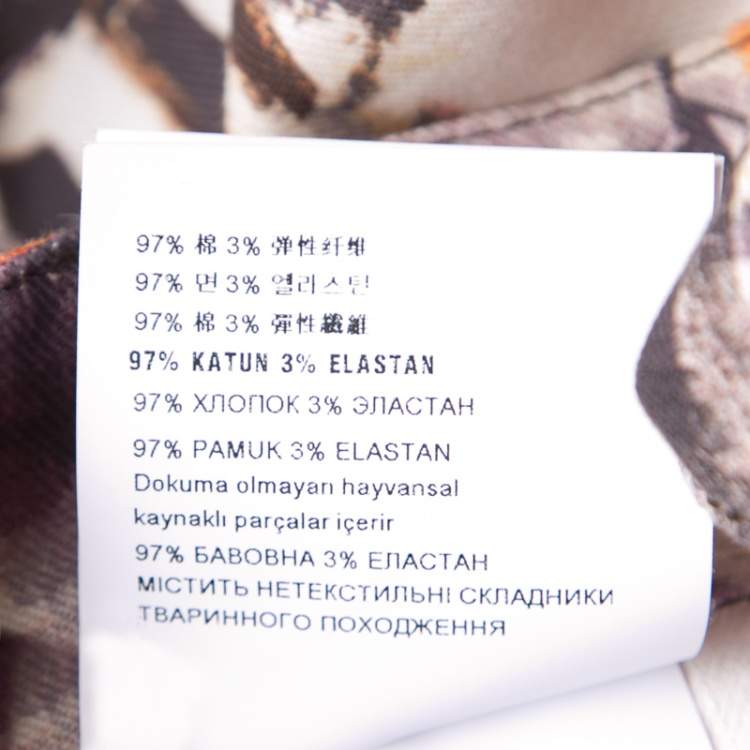 97% 棉 3% 弹性纤维
97% 면 3% 엘라스틴
97% 棉 3% 彈性纖維
97% KATUN 3% ELASTAN
97% ХЛОПОК 3% ЭЛАСТАН
97% PAMUK 3% ELASTAN
Dokuma olmayan hayvansal
kaynaklı parçalar içerir
97% БАВОВНА 3% ЕЛАСТАН
МІСТИТЬ НЕТЕКСТИЛЬНІ СКЛАДНИКИ
ТВАРИННОГО ПОХОДЖЕННЯ